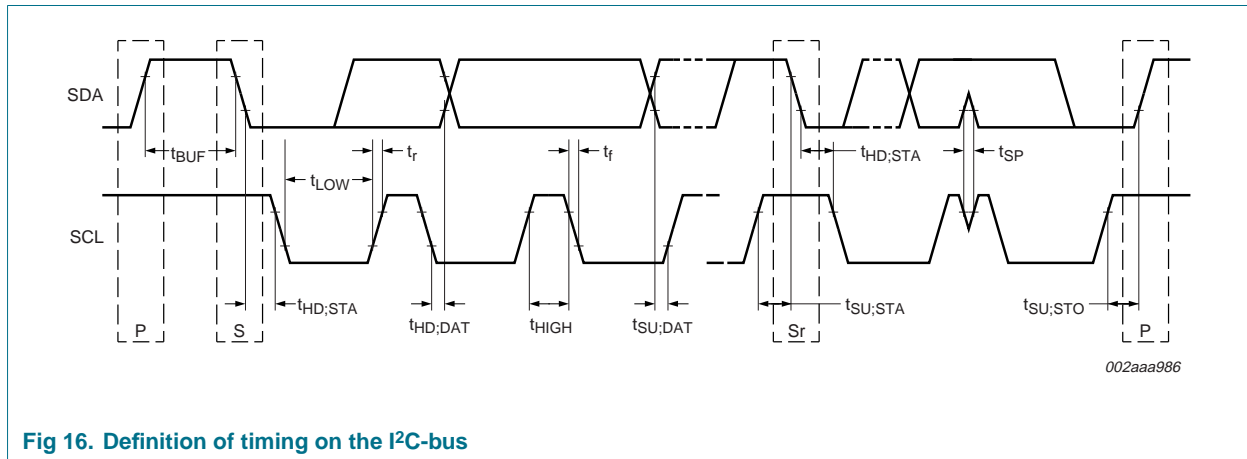 SDA
tBUF
tr
tf
tHD;STA
tSP
tLOW
SCL
tHD;STA
tHD;DAT
tHIGH
tSU;DAT
tSU;STA
tSU;STO
P
S
Sr
P
002aaa986
Fig 16. Definition of timing on the I²C-bus